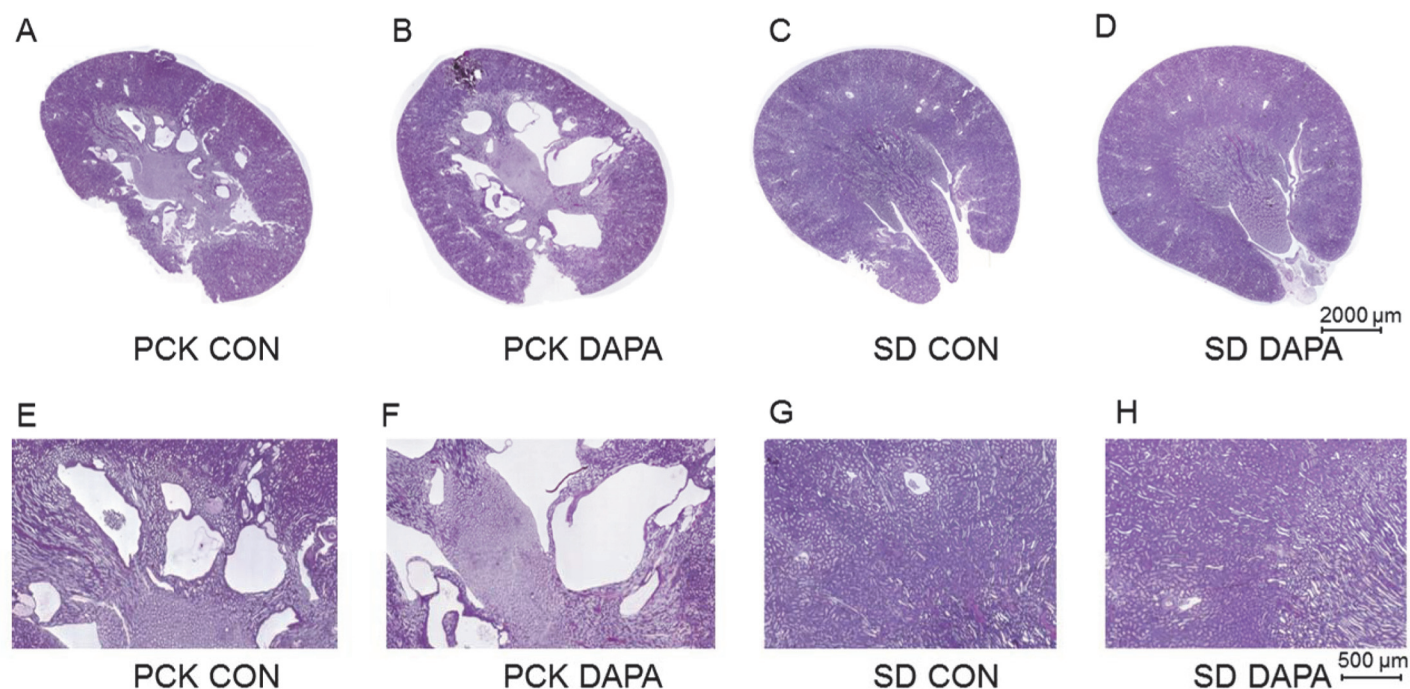 A B C D
2000 µm
PCK CON PCK DAPA SD CON SD DAPA
E F G H
PCK CON PCK DAPA SD CON SD DAPA 500 µm